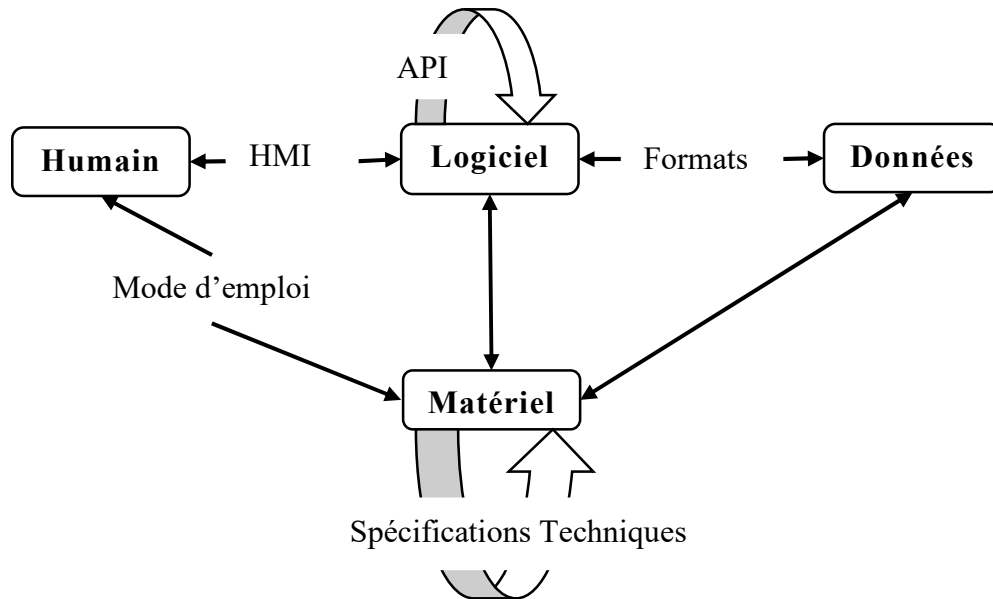 API
Humain
HMI
Logiciel
Formats
Données
Mode d’emploi
Matériel
Spécifications Techniques